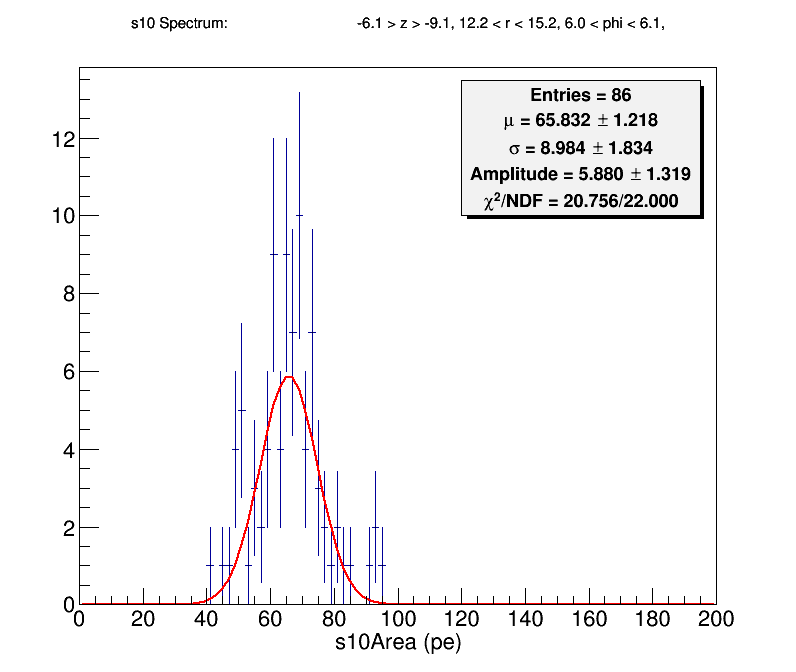 s10 Spectrum: -6.1 > z > -9.1, 12.2 < r < 15.2, 6.0 < phi < 6.1,
Entries = 86
μ = 65.832 ± 1.218
σ = 8.984 ± 1.834
Amplitude = 5.880 ± 1.319
χ²/NDF = 20.756/22.000
12
10
8
6
4
2
0
0 20 40 60 80 100 120 140 160 180 200
s10Area (pe)